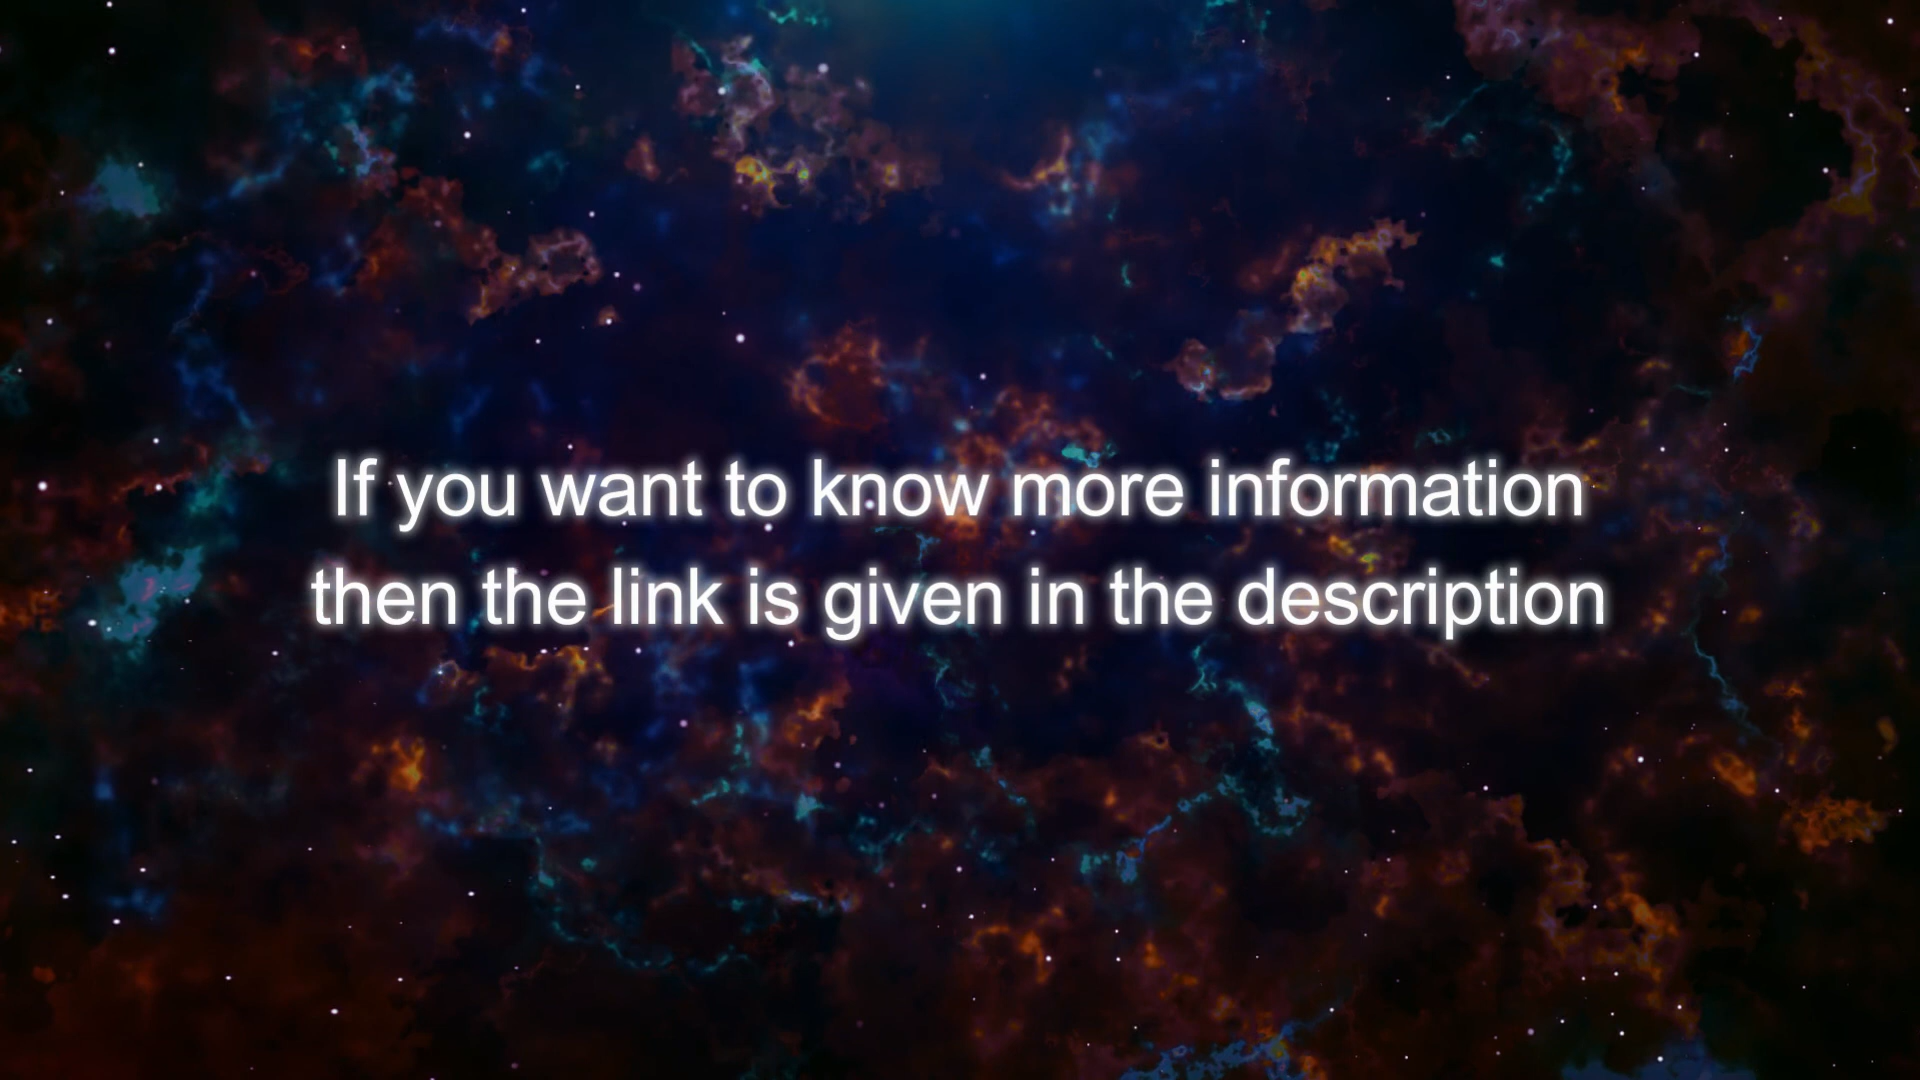 If you want to know more information
then the link is given in the description